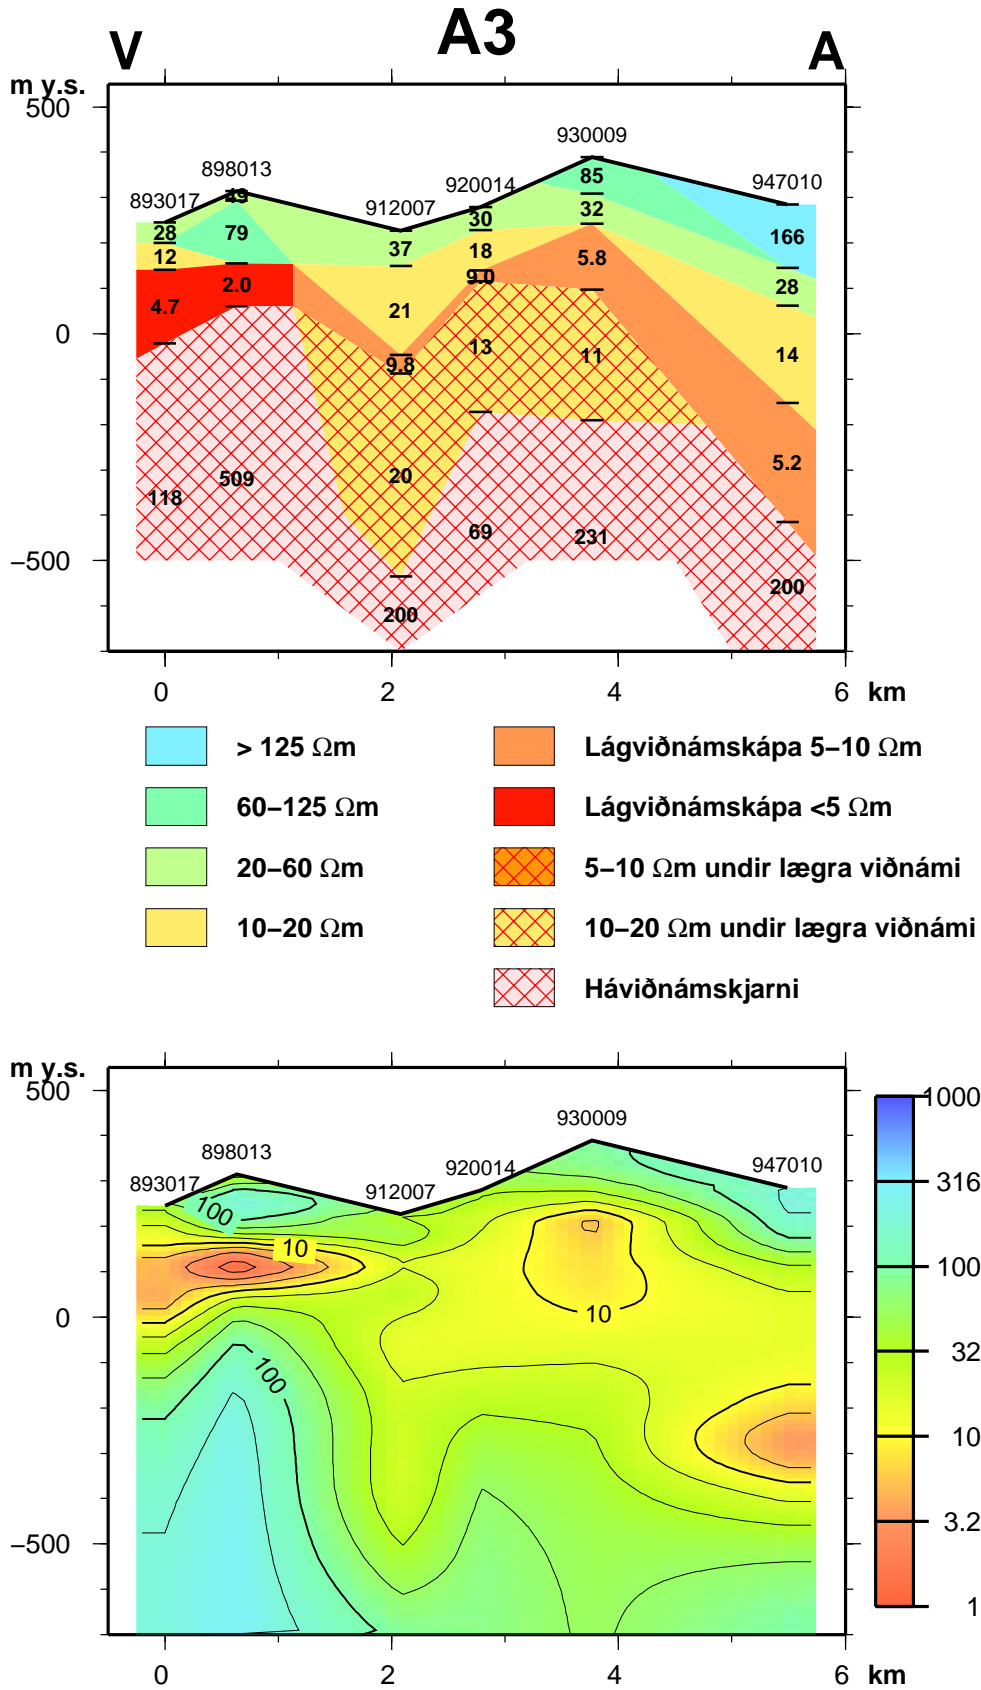 A3
V A
m y.s.
500
930009
898013
893017 920014 947010
912007
49 85
28 79 37 30 32 166
12 18
4.7 2.0 9.0 5.8 28
21
0
9.8 13 11 14
118 509 20 5.2
69 231
−500
200 200
0 2 4 6 km
> 125 Ωm Lágviðnámskápa 5−10 Ωm
60−125 Ωm Lágviðnámskápa <5 Ωm
20−60 Ωm 5−10 Ωm undir lægra viðnámi
10−20 Ωm 10−20 Ωm undir lægra viðnámi
Háviðnámskjarni
m y.s.
500 1000
930009
898013
893017 920014 947010
912007 316
100
10 100
0
10
32
100
10
3.2
−500
1
0 2 4 6 km